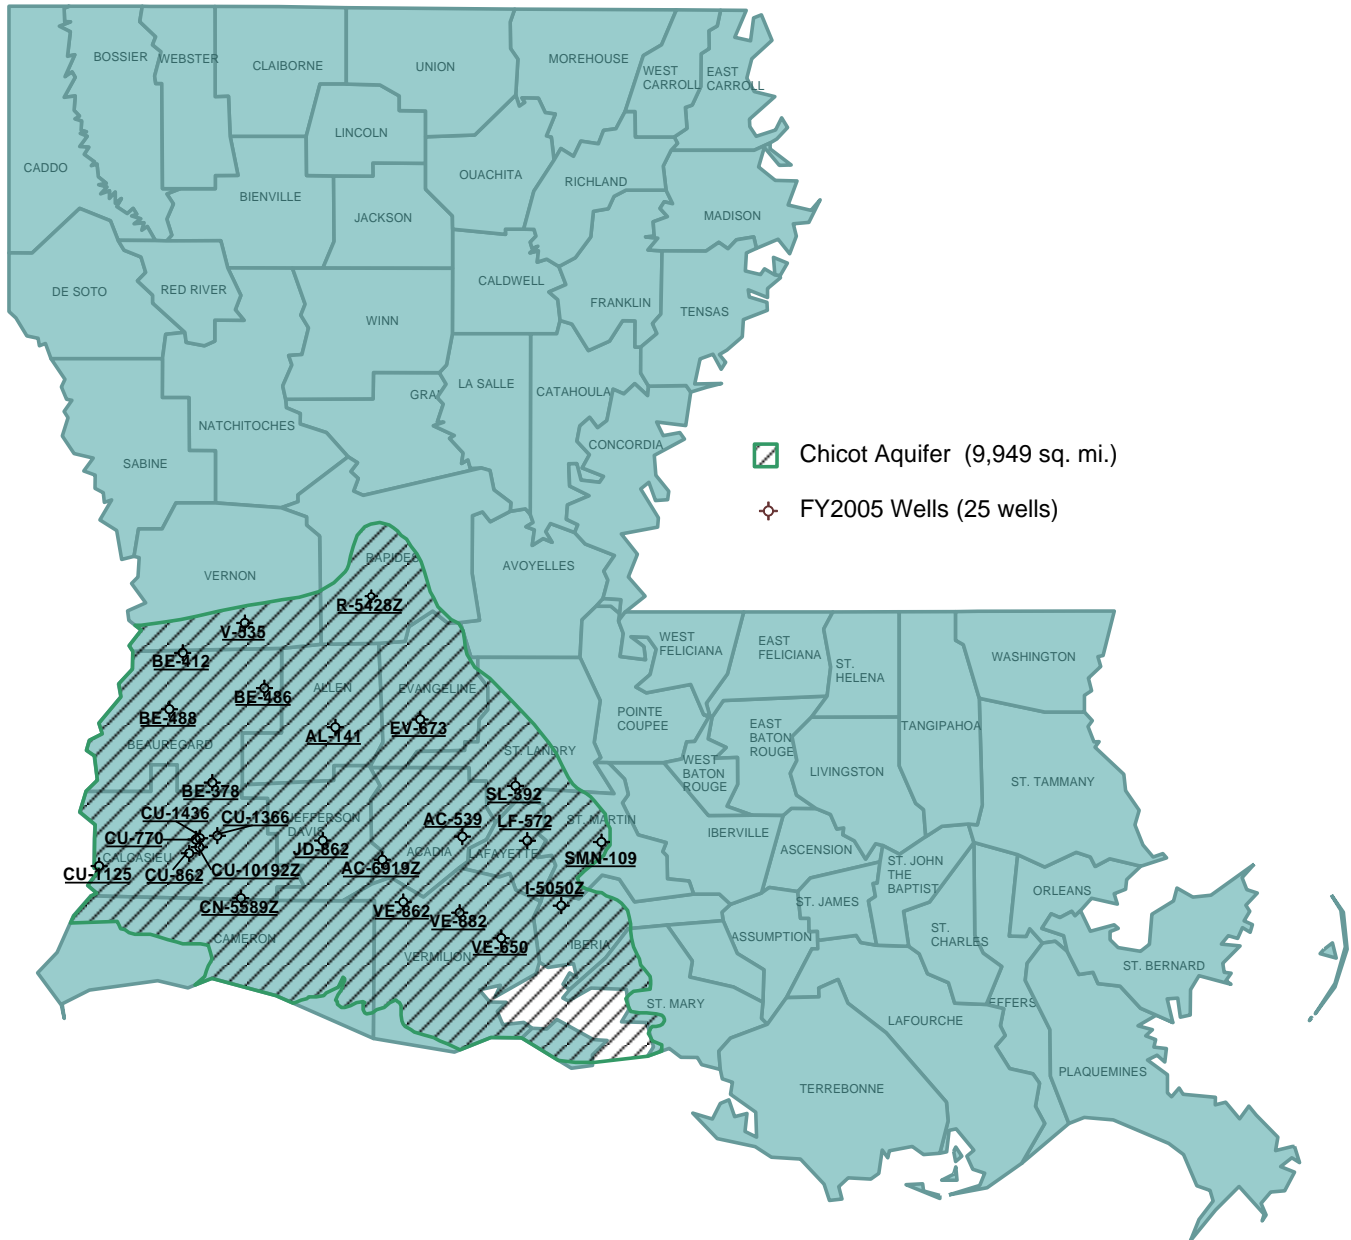 BOSSIER
WEBSTER
CLAIBORNE
UNION
MOREHOUSE
WEST
CARROLL
EAST
CARROLL
LINCOLN
CADDO
OUACHITA
RICHLAND
BIENVILLE
JACKSON
MADISON
DE SOTO
RED RIVER
CALDWELL
FRANKLIN
TENSAS
WINN
LA SALLE
CATAHOULA
GRA
NATCHITOCHES
CONCORDIA
SABINE
Chicot Aquifer (9,949 sq. mi.)
FY2005 Wells (25 wells)
RAPIDES
AVOYELLES
VERNON
R-5428Z
V-535
BE-412
BE-486
ALLEN
EVANGELINE
BE-488
AL-141
EV-673
BEAUREGARD
ST. LANDRY
WEST
FELICIANA
EAST
FELICIANA
ST.
HELENA
WASHINGTON
POINTE
COUPEE
EAST
BATON
ROUGE
TANGIPAHOA
WEST
BATON
ROUGE
LIVINGSTON
ST. TAMMANY
BE-378
SL-392
CU-1436
CU-1366
JEFFERSON
DAVIS
AC-539
LF-572
ST. MARTIN
IBERVILLE
CU-770
CALCASIEU
JD-862
ACADIA
LAFAYETTE
SMN-109
ASCENSION
ST. JOHN
THE
BAPTIST
CU-1125
CU-862
CU-10192Z
AC-6919Z
I-5050Z
ORLEANS
CN-5589Z
VE-862
VE-882
ST. JAMES
CAMERON
VE-650
IBERIA
ASSUMPTION
ST.
CHARLES
VERMILION
ST. BERNARD
ST. MARY
EFFERS
LAFOURCHE
PLAQUEMINES
TERREBONNE